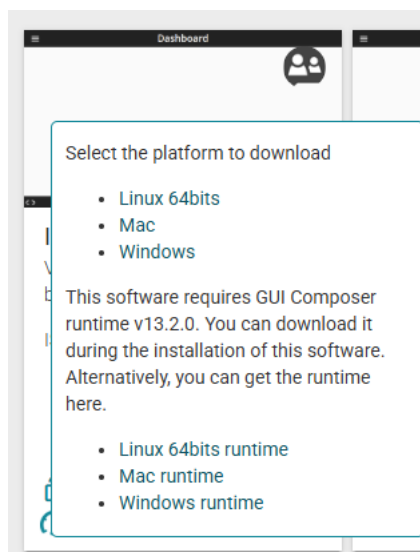 Dashboard
Select the platform to download
Linux 64bits
Mac
Windows
This software requires GUI Composer
runtime v13.2.0. You can download it
during the installation of this software.
Alternatively, you can get the runtime
here.
Linux 64bits runtime
Mac runtime
Windows runtime